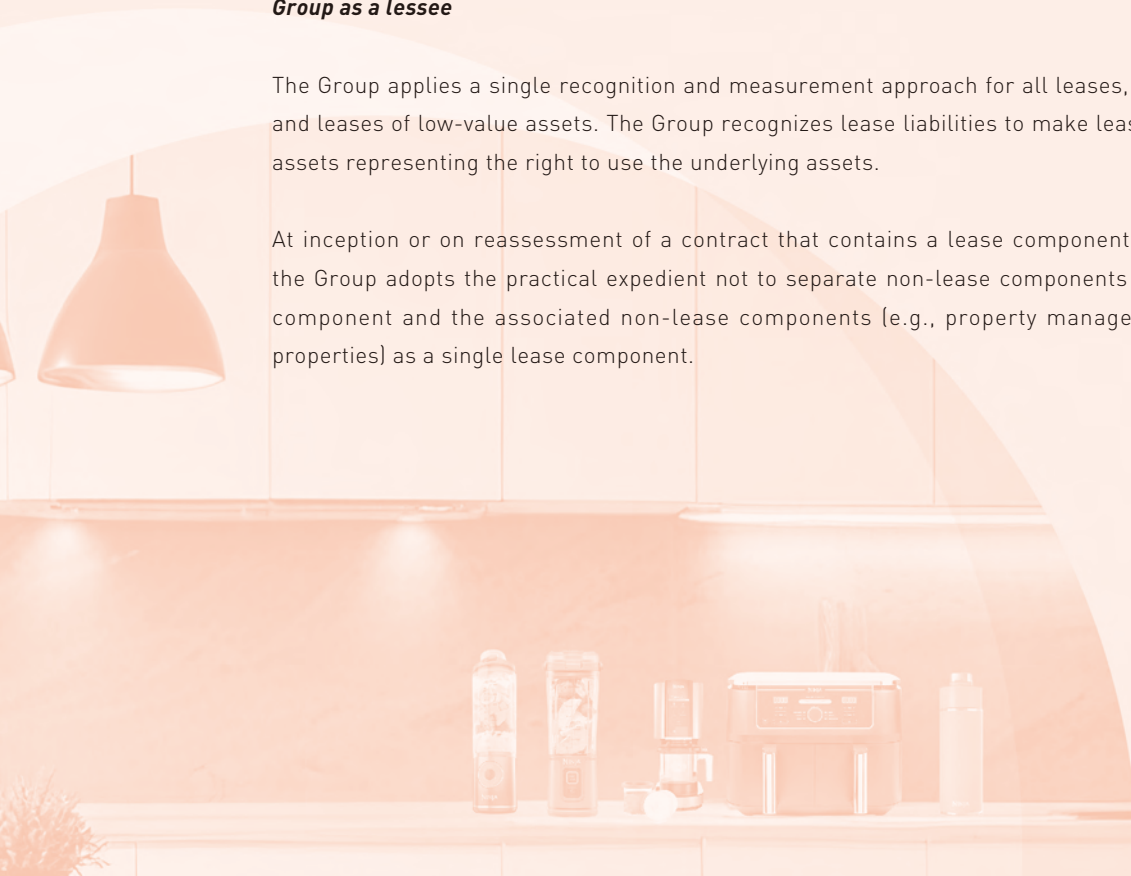 Group as a lessee
The Group applies a single recognition and measurement approach for all leases,
and leases of low-value assets. The Group recognizes lease liabilities to make leas
assets representing the right to use the underlying assets.
At inception or on reassessment of a contract that contains a lease component
the Group adopts the practical expedient not to separate non-lease components
component and the associated non-lease components (e.g., property manage
properties) as a single lease component.